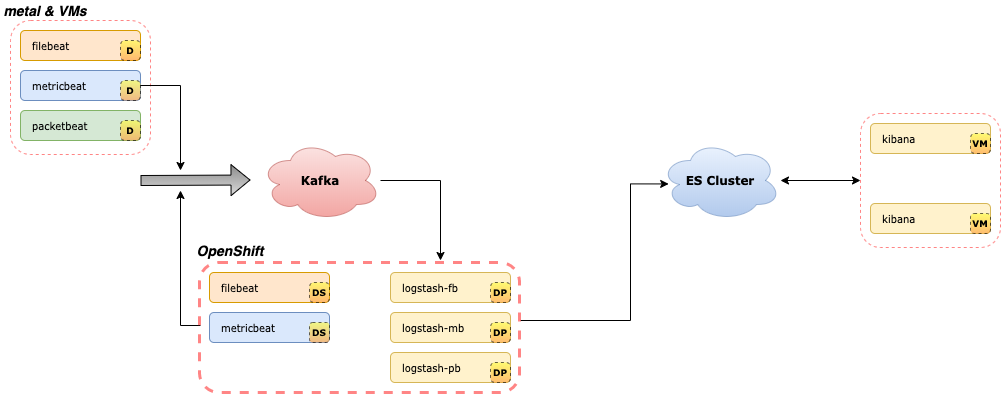 metal & VMs
filebeat
D
metricbeat
D
packetbeat
D
Kafka
ES Cluster
kibana
VM
kibana
VM
OpenShift
filebeat
DS
metricbeat
DS
logstash-fb
DP
logstash-mb
DP
logstash-pb
DP